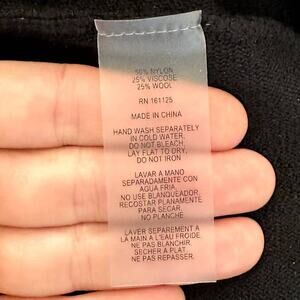 50% NYLON
25% VISCOSE
25% WOOL
RN 161125
MADE IN CHINA
HAND WASH SEPARATELY
IN COLD WATER,
DO NOT BLEACH,
LAY FLAT TO DRY,
DO NOT IRON
LAVAR A MANO
SEPARADAMENTE CON
AGUA FRIA,
NO USE BLANQUEADOR,
RECOSTAR PLANAMENTE
PARA SECAR,
NO PLANCHE
LAVER SEPAREMENT A
LA MAIN A L'EAU FROIDE,
NE PAS BLANCHIR,
SECHER A PLAT,
NE PAS REPASSER.